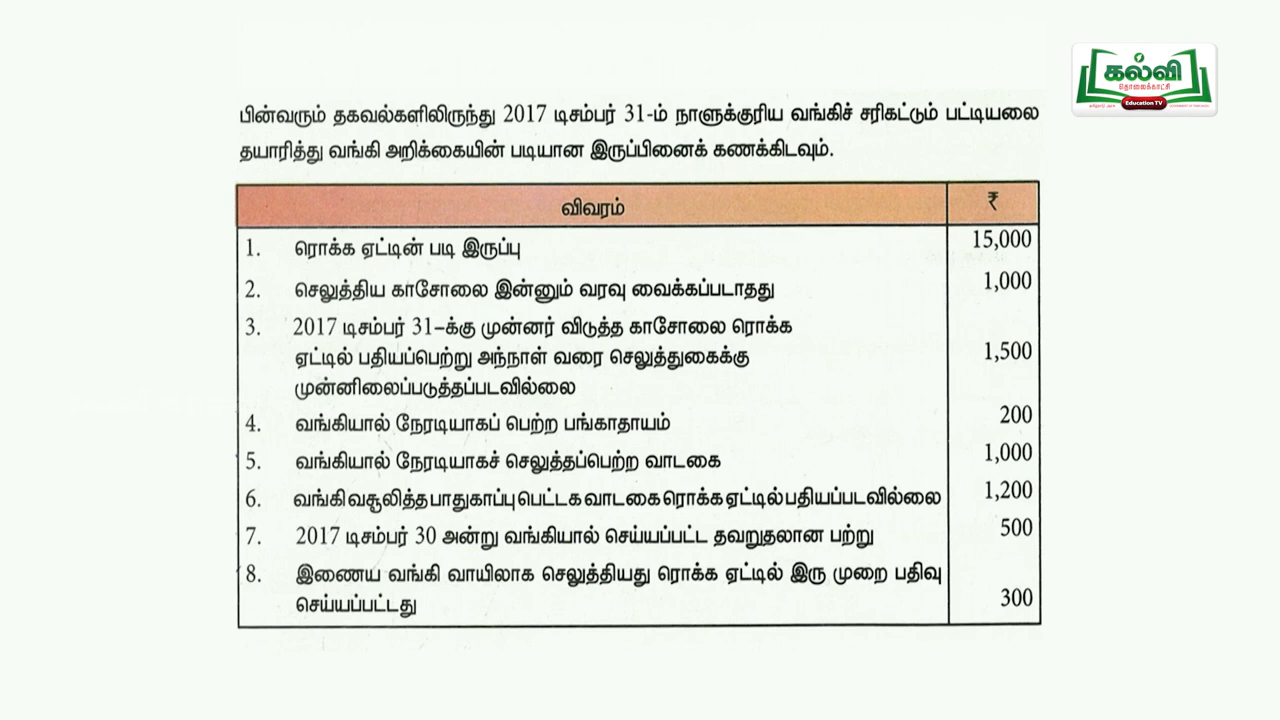 கல்வி
தொலைக்காட்சி
Education TV
பின்வரும் தகவல்களிலிருந்து 2017 டிசம்பர் 31-ம் நாளுக்குரிய வங்கிச் சரிகட்டும் பட்டியலை
தயாரித்து வங்கி அறிக்கையின் படியான இருப்பினைக் கணக்கிடவும்.
விவரம் ₹
1. ரொக்க ஏட்டின் படி இருப்பு 15,000
2. செலுத்திய காசோலை இன்னும் வரவு வைக்கப்படாதது 1,000
3. 2017 டிசம்பர் 31-க்கு முன்னர் விடுத்த காசோலை ரொக்க
ஏட்டில் பதியப்பெற்று அந்நாள் வரை செலுத்துகைக்கு 1,500
முன்னிலைப்படுத்தப்படவில்லை
4. வங்கியால் நேரடியாகப் பெற்ற பங்காதாயம் 200
5. வங்கியால் நேரடியாகச் செலுத்தப்பெற்ற வாடகை 1,000
6. வங்கி வசூலித்த பாதுகாப்பு பெட்டக வாடகை ரொக்க ஏட்டில் பதியப்படவில்லை 1,200
7. 2017 டிசம்பர் 30 அன்று வங்கியால் செய்யப்பட்ட தவறுதலான பற்று 500
8. இணைய வங்கி வாயிலாக செலுத்தியது ரொக்க ஏட்டில் இரு முறை பதிவு
செய்யப்பட்டது 300